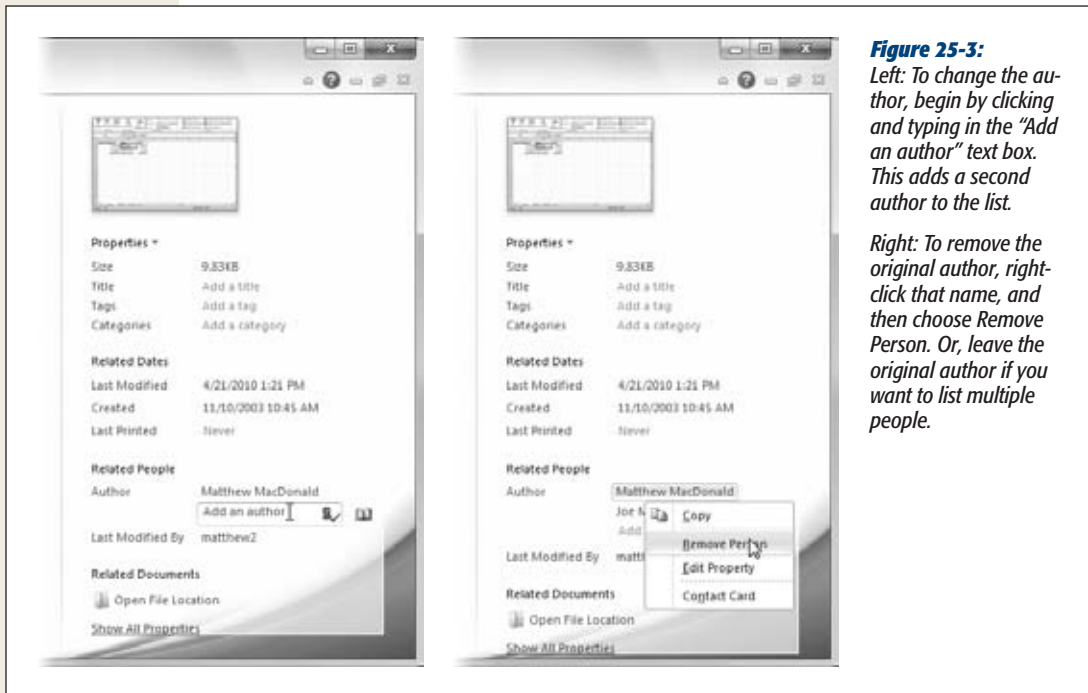 Properties
Size 9.83KB
Title Add a title
Tags Add a tag
Categories Add a category
Related Dates
Last Modified 4/21/2010 1:21 PM
Created 11/10/2003 10:45 AM
Last Printed Never
Related People
Author Matthew MacDonald
Add an author
Last Modified By matthew2
Related Documents
Open File Location
Show All Properties
Properties
Size 9.83KB
Title Add a title
Tags Add a tag
Categories Add a category
Related Dates
Last Modified 4/21/2010 1:21 PM
Created 11/10/2003 10:45 AM
Last Printed Never
Related People
Author Matthew MacDonald
Joe
Add
Copy
Remove Person
Last Modified By
Edit Property
Contact Card
Related Documents
Open File Location
Show All Properties
Figure 25-3:
Left: To change the au-
thor, begin by clicking
and typing in the “Add
an author” text box.
This adds a second
author to the list.
Right: To remove the
original author, right-
click that name, and
then choose Remove
Person. Or, leave the
original author if you
want to list multiple
people.